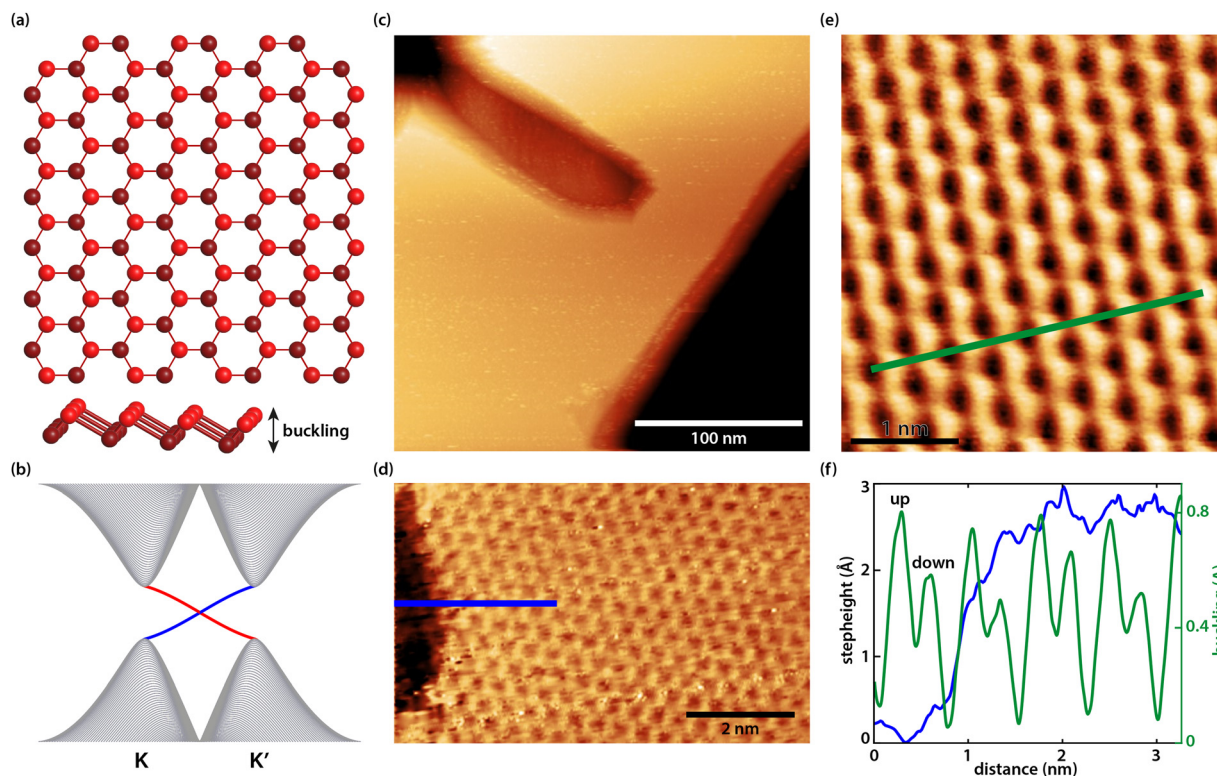 (a)
buckling
(b)
K
K′
(c)
100 nm
(d)
2 nm
(e)
1 nm
(f)
3
2
1
0
stepheight (Å)
up
down
0.8
0.4
0
buckling (Å)
0
1
2
3
distance (nm)